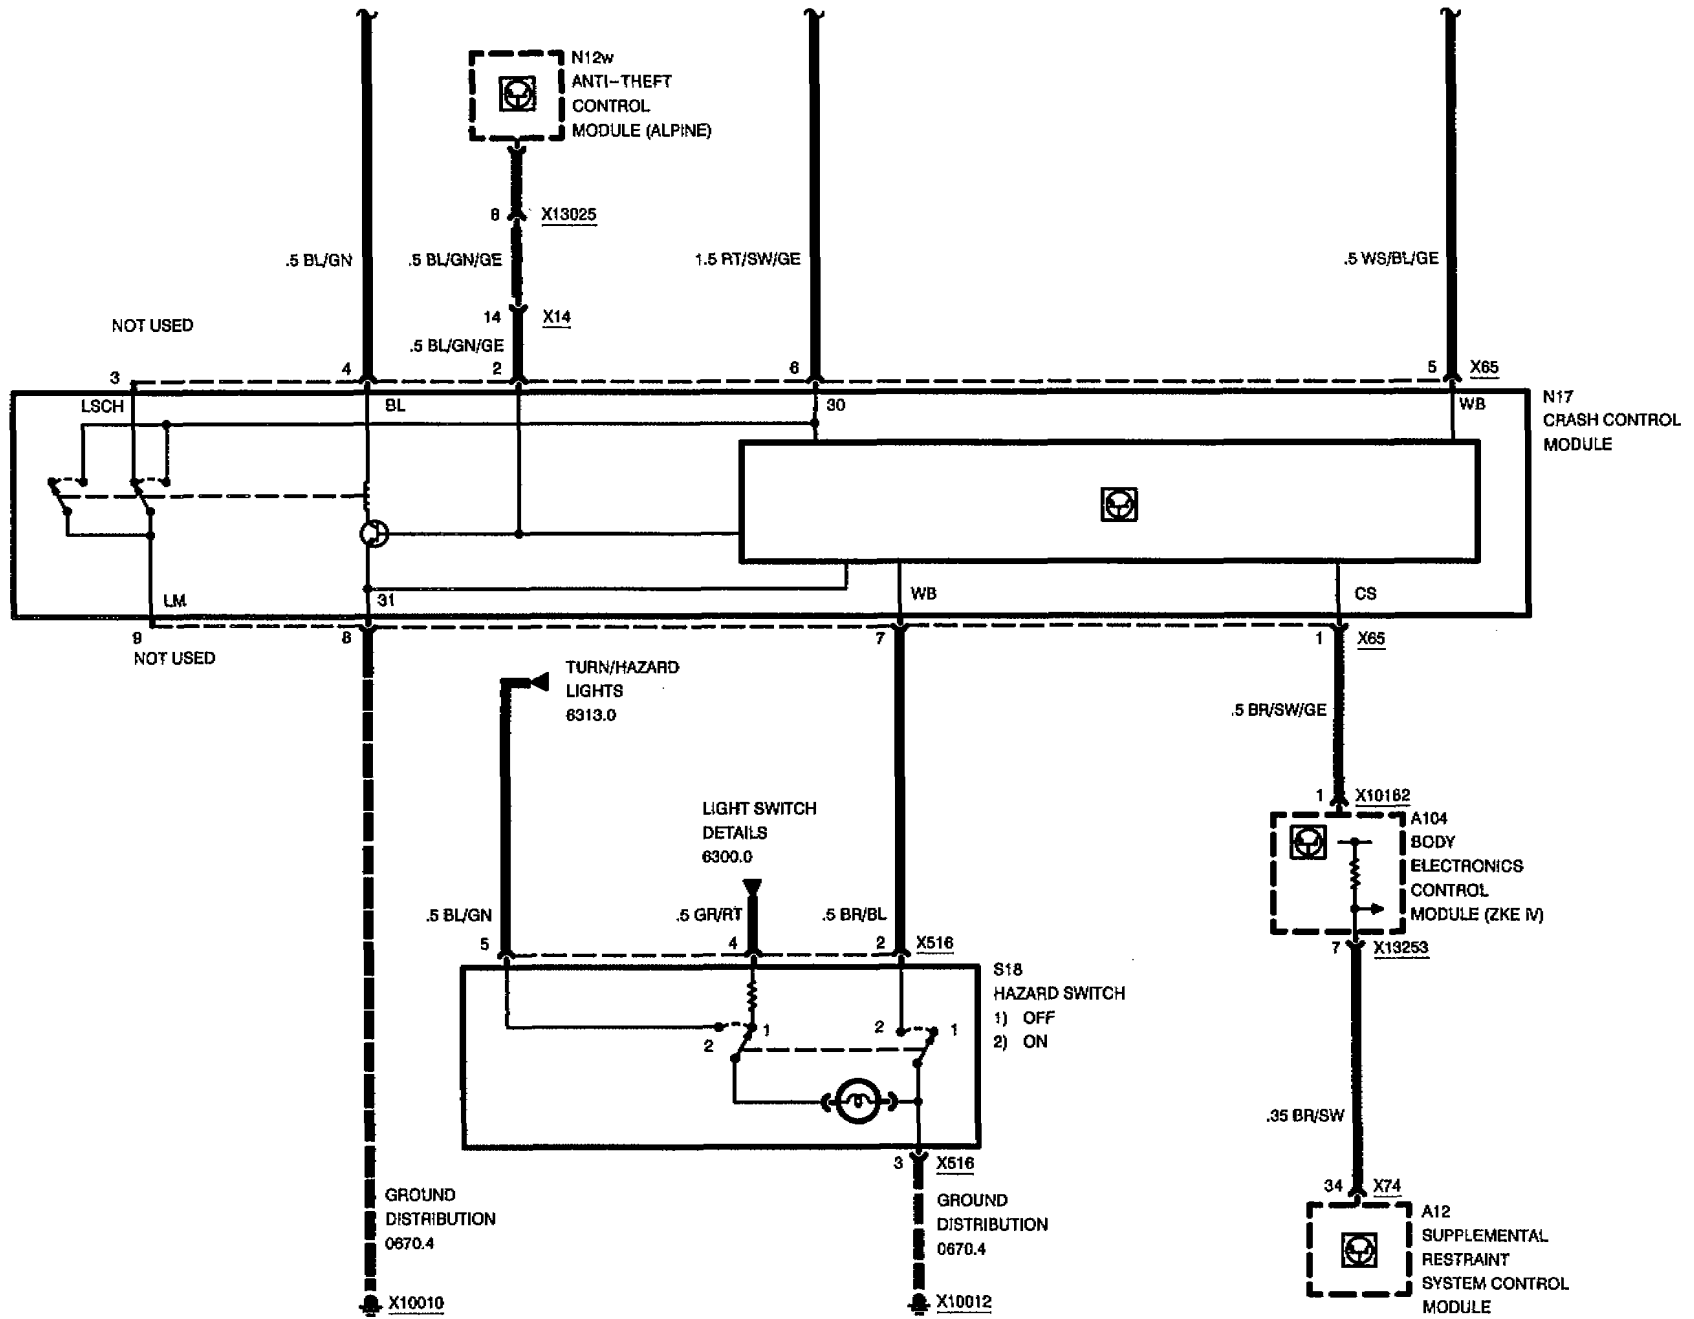 N12w
ANTI-THEFT
CONTROL
MODULE (ALPINE)
8 X13025
.5 BL/GN
.5 BL/GN/GE
1.5 RT/SW/GE
.5 WS/BL/GE
14 X14
NOT USED
.5 BL/GN/GE
3
4
2
6
5 X65
LSCH
BL
30
WB
N17
CRASH CONTROL
MODULE
LM
31
WB
CS
9
8
7
1 X65
NOT USED
TURN/HAZARD
LIGHTS
6313.0
.5 BR/SW/GE
LIGHT SWITCH
DETAILS
6300.0
1 X10182
A104
BODY
ELECTRONICS
CONTROL
MODULE (ZKE IV)
.5 BL/GN
.5 GR/RT
.5 BR/BL
5
4
2 X516
7 X13253
S18
HAZARD SWITCH
1) OFF
2) ON
1
2
2
1
.35 BR/SW
3 X516
34 X74
GROUND
DISTRIBUTION
0670.4
GROUND
DISTRIBUTION
0670.4
A12
SUPPLEMENTAL
RESTRAINT
SYSTEM CONTROL
MODULE
X10010
X10012